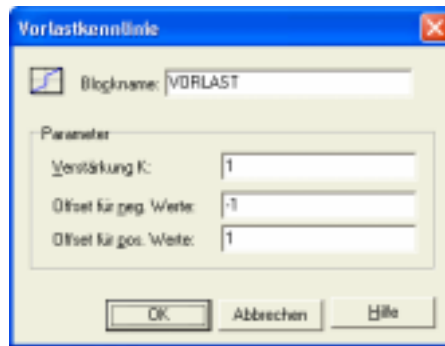 Vorlastkennlinie
Blockname: VORLAST
Parameter
Verstärkung K: 1
Offset für neg. Werte: -1
Offset für pos. Werte: 1
OK Abbrechen Hilfe